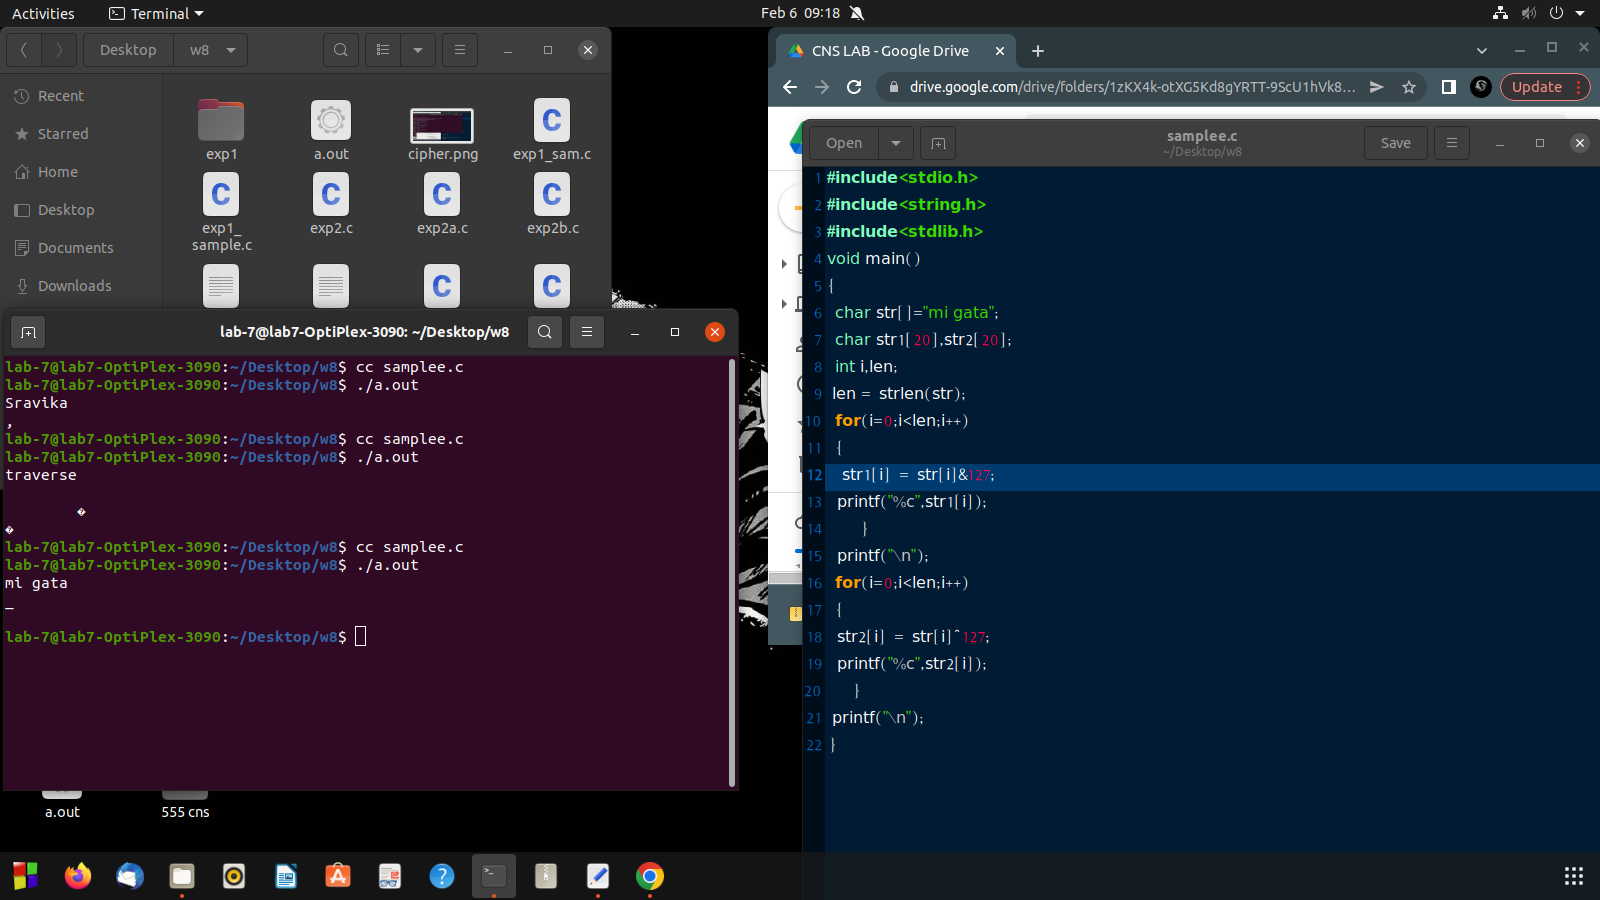 Activities
Terminal
Feb 6 09:18
Desktop
w8
Recent
Starred
Home
Desktop
Documents
Downloads
exp1
a.out
cipher.png
exp1_sam.c
exp1_
sample.c
exp2.c
exp2a.c
exp2b.c
CNS LAB - Google Drive
drive.google.com/drive/folders/1zKX4k-otXG5Kd8gYRTT-9ScU1hVk8...
Update
Open
samplee.c
~/Desktop/w8
Save
1 #include<stdio.h>
2 #include<string.h>
3 #include<stdlib.h>
4 void main()
5 {
6 char str[]="mi gata";
7 char str1[20],str2[20];
8 int i,len;
9 len = strlen(str);
10 for(i=0;i<len;i++)
11 {
12 str1[i] = str[i]&127;
13 printf("%c",str1[i]);
14 }
15 printf("\n");
16 for(i=0;i<len;i++)
17 {
18 str2[i] = str[i]^127;
19 printf("%c",str2[i]);
20 }
21 printf("\n");
22 }
lab-7@lab7-OptiPlex-3090: ~/Desktop/w8
lab-7@lab7-OptiPlex-3090:~/Desktop/w8$ cc samplee.c
lab-7@lab7-OptiPlex-3090:~/Desktop/w8$ ./a.out
Sravika
,
lab-7@lab7-OptiPlex-3090:~/Desktop/w8$ cc samplee.c
lab-7@lab7-OptiPlex-3090:~/Desktop/w8$ ./a.out
traverse
�
�
lab-7@lab7-OptiPlex-3090:~/Desktop/w8$ cc samplee.c
lab-7@lab7-OptiPlex-3090:~/Desktop/w8$ ./a.out
mi gata
_
lab-7@lab7-OptiPlex-3090:~/Desktop/w8$
a.out
555 cns